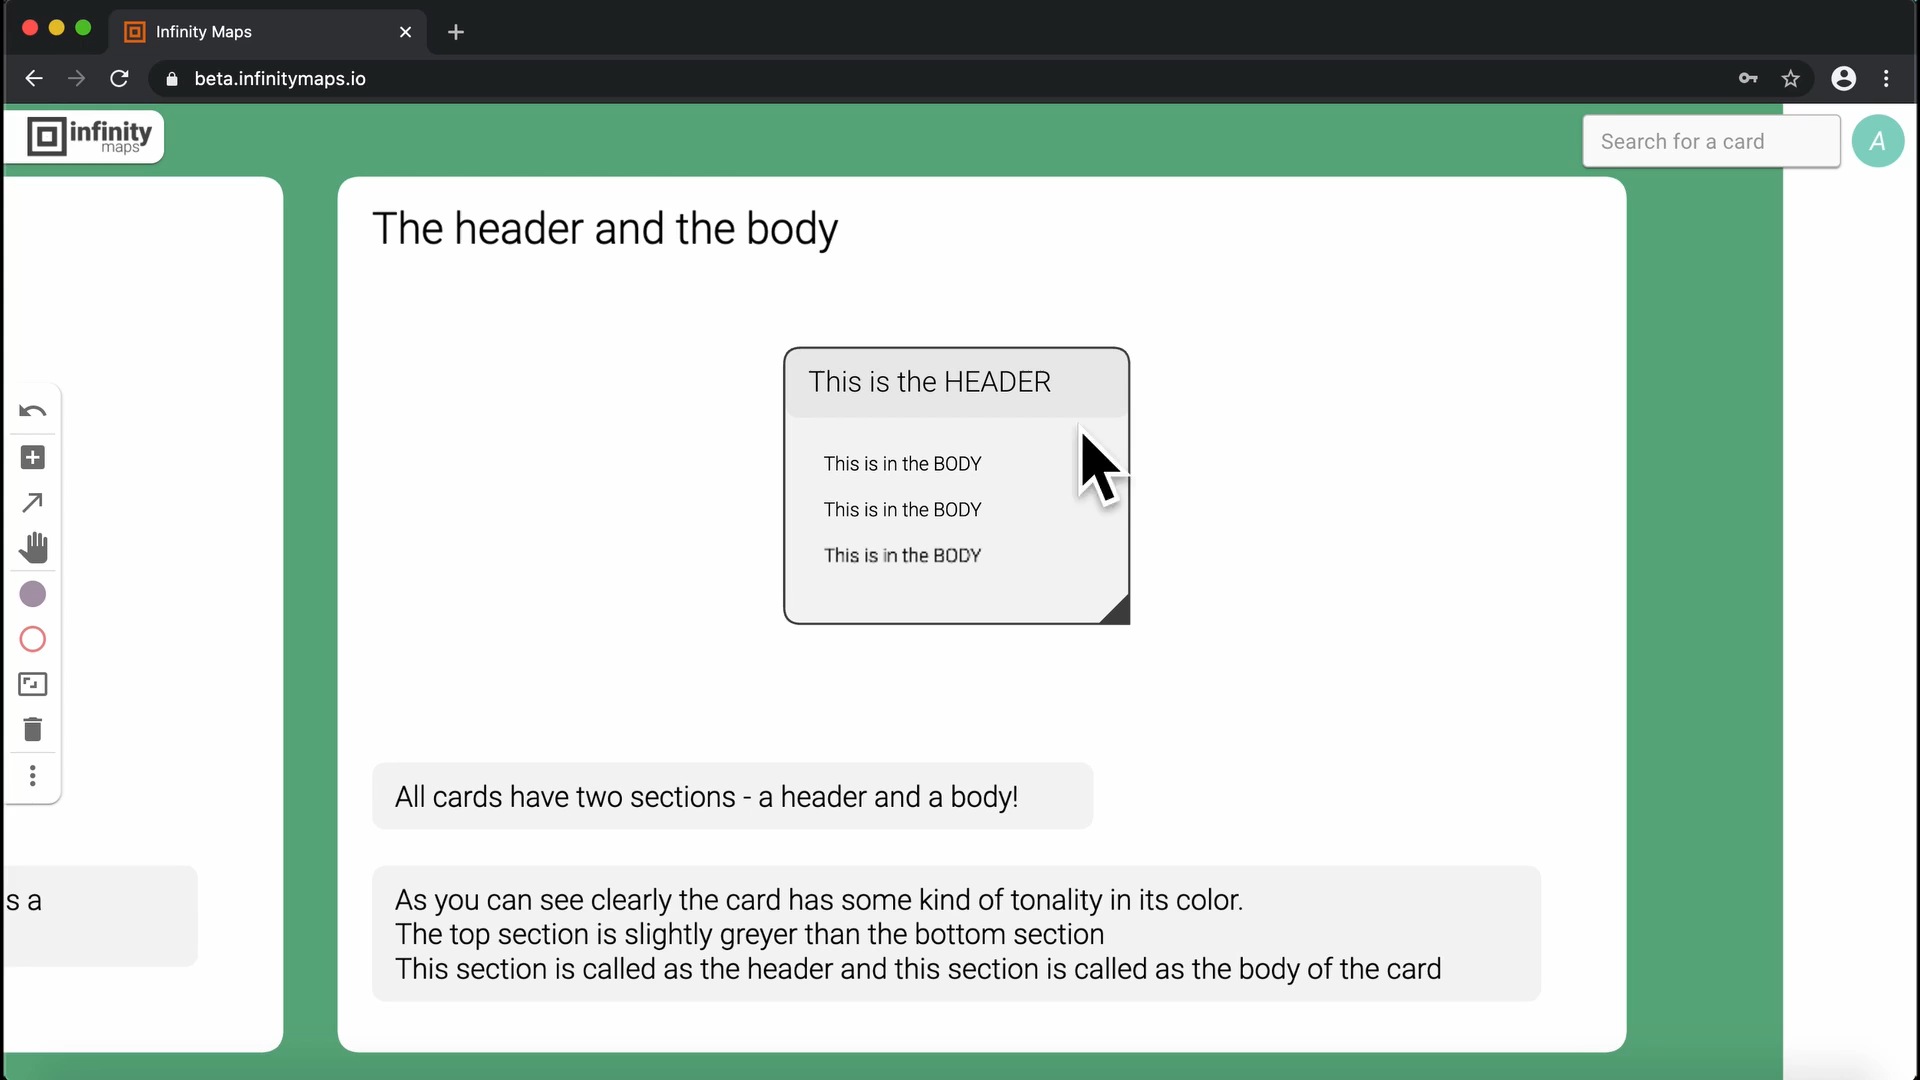 Infinity Maps
beta.infinitymaps.io
infinity
maps
Search for a card
A
The header and the body
This is the HEADER
This is in the BODY
This is in the BODY
This is in the BODY
All cards have two sections - a header and a body!
s a
As you can see clearly the card has some kind of tonality in its color.
The top section is slightly greyer than the bottom section
This section is called as the header and this section is called as the body of the card